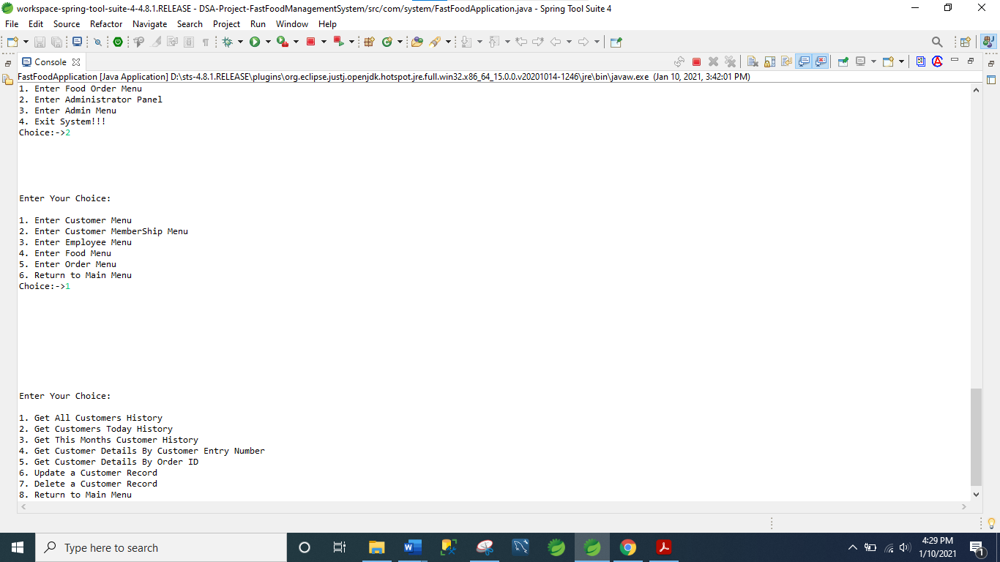 workspace-spring-tool-suite-4-4.8.1.RELEASE - DSA-Project-FastFoodManagementSystem/src/com/system/FastFoodApplication.java - Spring Tool Suite 4
File Edit Source Refactor Navigate Search Project Run Window Help
Console
FastFoodApplication [Java Application] D:\sts-4.8.1.RELEASE\plugins\org.eclipse.justj.openjdk.hotspot.jre.full.win32.x86_64_15.0.0.v20201014-1246\jre\bin\javaw.exe (Jan 10, 2021, 3:42:01 PM)
1. Enter Food Order Menu
2. Enter Administrator Panel
3. Enter Admin Menu
4. Exit System!!!
Choice:->2
Enter Your Choice:
1. Enter Customer Menu
2. Enter Customer MemberShip Menu
3. Enter Employee Menu
4. Enter Food Menu
5. Enter Order Menu
6. Return to Main Menu
Choice:->1
Enter Your Choice:
1. Get All Customers History
2. Get Customers Today History
3. Get This Months Customer History
4. Get Customer Details By Customer Entry Number
5. Get Customer Details By Order ID
6. Update a Customer Record
7. Delete a Customer Record
8. Return to Main Menu
Type here to search
4:29 PM
1/10/2021
1